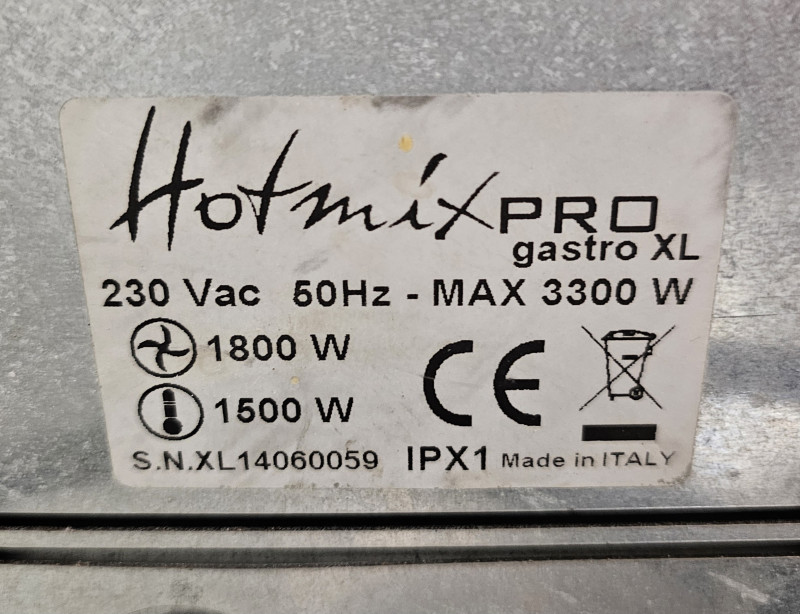 Hotmix PRO
gastro XL
230 Vac 50Hz - MAX 3300 W
1800 W
1500 W
CE
S.N.XL14060059 IPX1 Made in ITALY